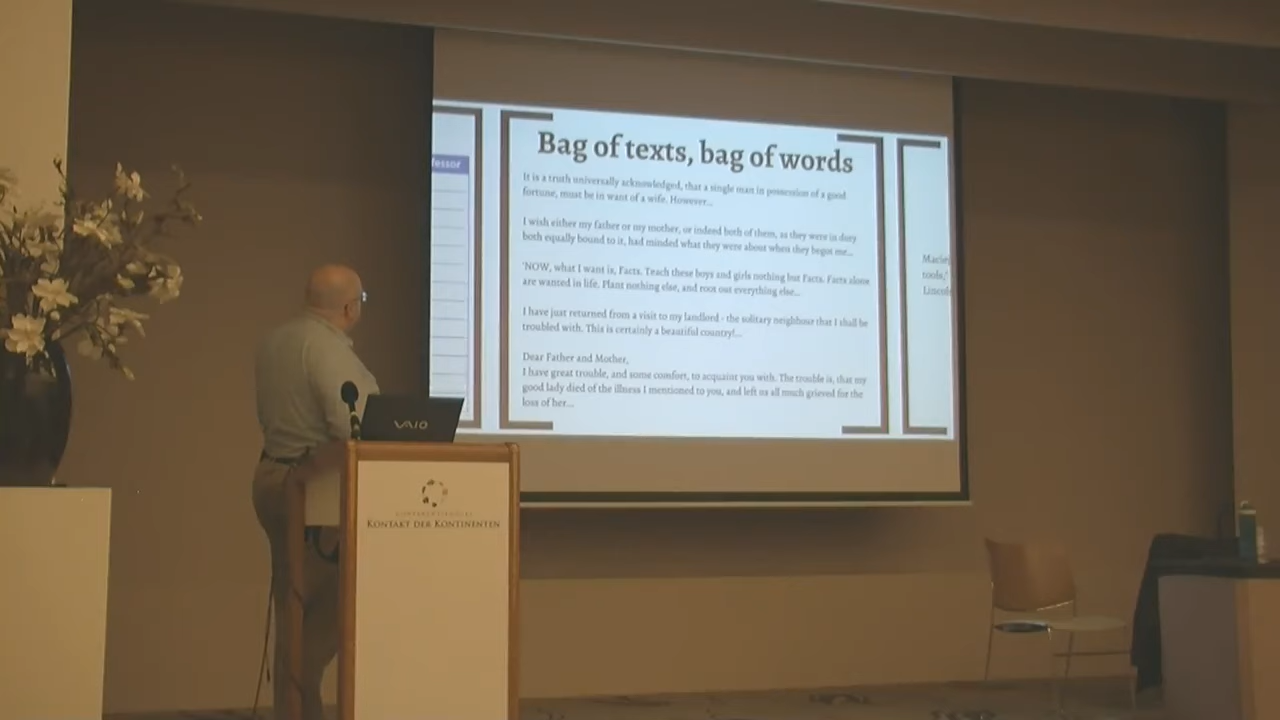 fessor
Bag of texts, bag of words
It is a truth universally acknowledged, that a single man in possession of a good
fortune, must be in want of a wife. However...
I wish either my father or my mother, or indeed both of them, as they were in duty
both equally bound to it, had minded what they were about when they begot me...
'NOW, what I want is, Facts. Teach these boys and girls nothing but Facts. Facts alone
are wanted in life. Plant nothing else, and root out everything else...
I have just returned from a visit to my landlord - the solitary neighbour that I shall be
troubled with. This is certainly a beautiful country!...
Dear Father and Mother,
I have great trouble, and some comfort, to acquaint you with. The trouble is, that my
good lady died of the illness I mentioned to you, and left us all much grieved for the
loss of her...
tools,'
Lincoln
VAIO
KONTAKT DER KONTINENTEN